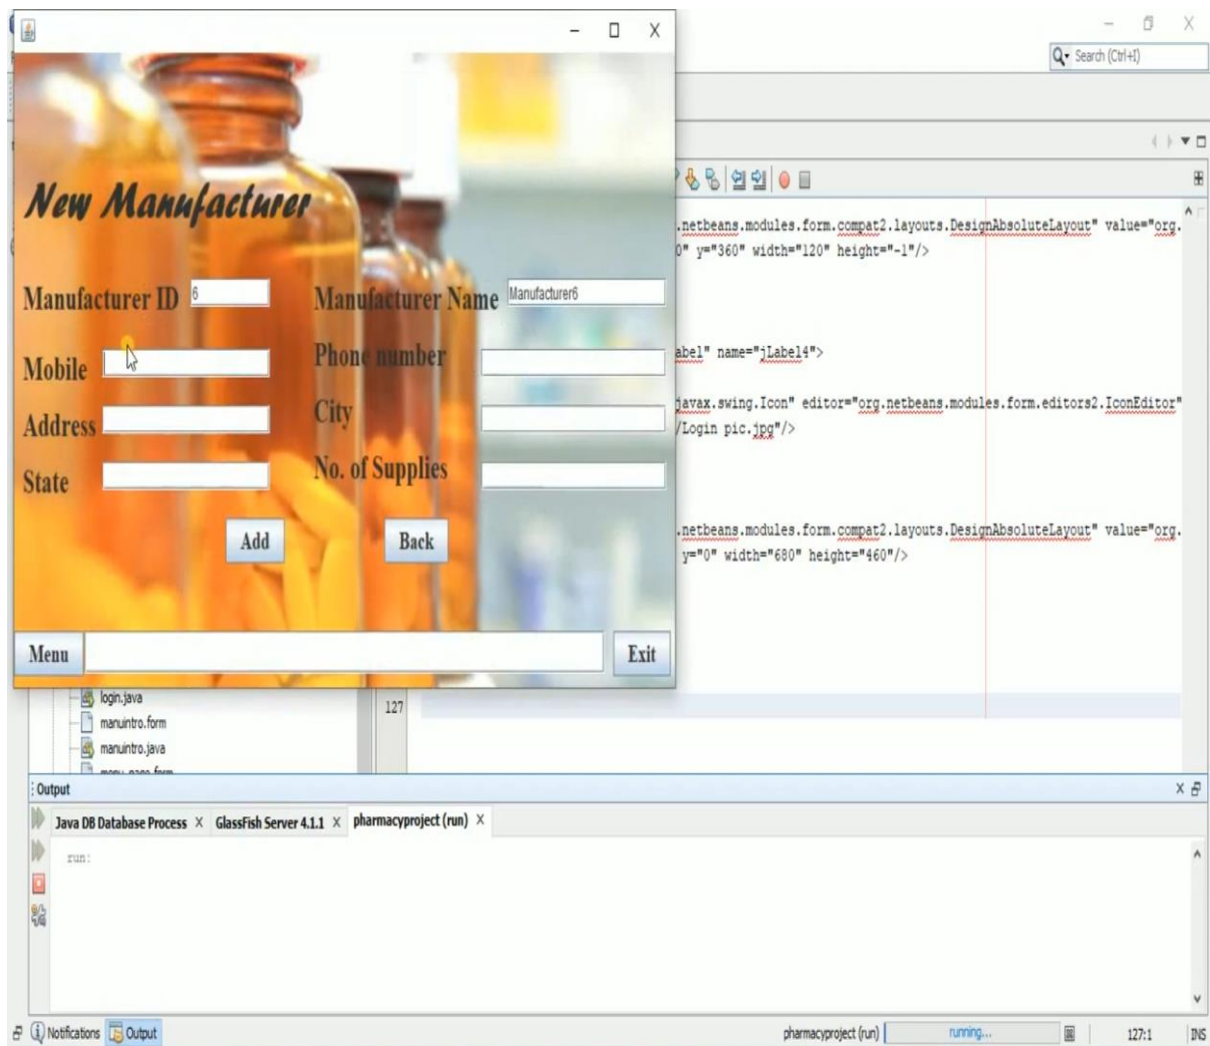 Search (Ctrl+I)
New Manufacturer
.netbeans.modules.form.compat2.layouts.DesignAbsoluteLayout" value="org.
0" y="360" width="120" height="-1"/>
Manufacturer ID 6 Manufacturer Name Manufacturer6
abel" name="jLabel4">
Mobile Phone number
javax.swing.Icon" editor="org.netbeans.modules.form.editors2.IconEditor"
Address City
/Login pic.jpg"/>
State No. of Supplies
.netbeans.modules.form.compat2.layouts.DesignAbsoluteLayout" value="org.
Add Back
y="0" width="680" height="460"/>
Menu Exit
login.java
127
manuintro.form
manuintro.java
menu_page.form
Output
Java DB Database Process X GlassFish Server 4.1.1 X pharmacyproject (run) X
run:
Notifications Output pharmacyproject (run) running... 127:1 INS